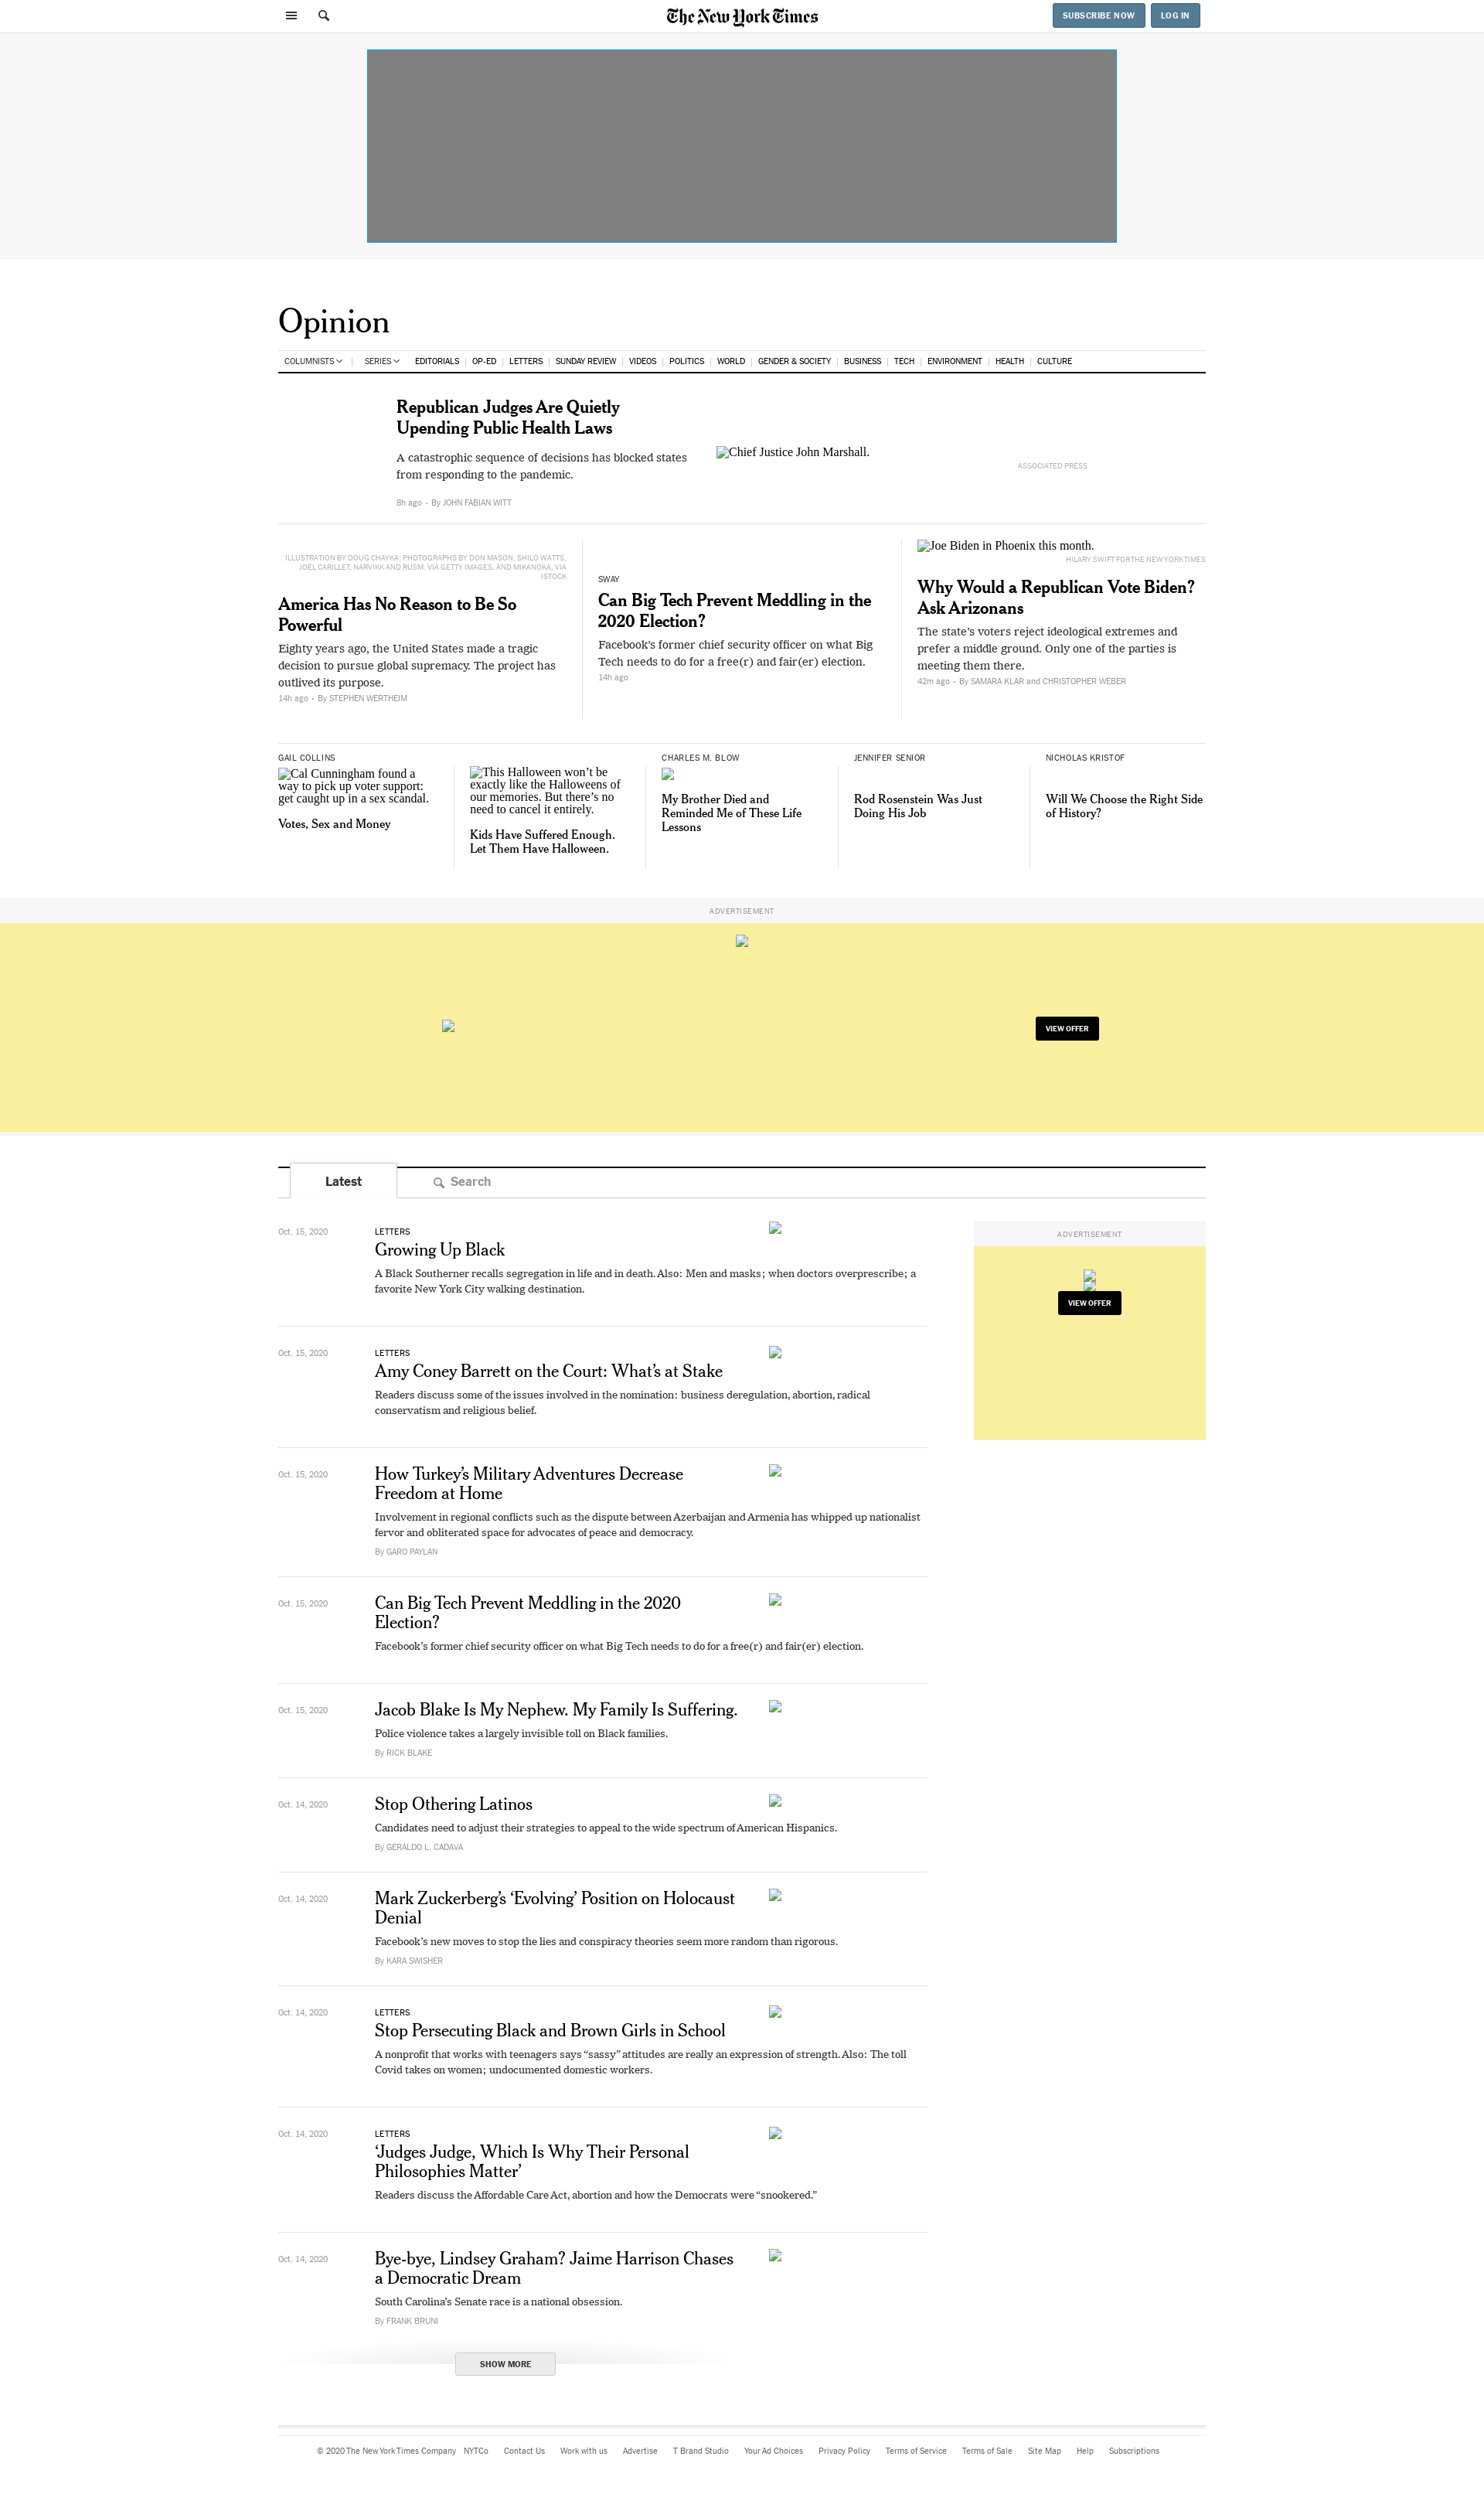 The New York Times
SUBSCRIBE NOW
LOG IN
Opinion
COLUMNISTS
SERIES
EDITORIALS
OP-ED
LETTERS
SUNDAY REVIEW
VIDEOS
POLITICS
WORLD
GENDER & SOCIETY
BUSINESS
TECH
ENVIRONMENT
HEALTH
CULTURE
Republican Judges Are Quietly
Upending Public Health Laws
A catastrophic sequence of decisions has blocked states
from responding to the pandemic.
8h ago • By JOHN FABIAN WITT
Chief Justice John Marshall.
ASSOCIATED PRESS
ILLUSTRATION BY DOUG CHAYKA; PHOTOGRAPHS BY DON MASON, SHILO WATTS,
JOEL CARILLET, NARVIKK AND RUSM, VIA GETTY IMAGES, AND MIKANOKA, VIA
ISTOCK
America Has No Reason to Be So
Powerful
Eighty years ago, the United States made a tragic
decision to pursue global supremacy. The project has
outlived its purpose.
14h ago • By STEPHEN WERTHEIM
SWAY
Can Big Tech Prevent Meddling in the
2020 Election?
Facebook’s former chief security officer on what Big
Tech needs to do for a free(r) and fair(er) election.
14h ago
Joe Biden in Phoenix this month.
HILARY SWIFT FOR THE NEW YORK TIMES
Why Would a Republican Vote Biden?
Ask Arizonans
The state’s voters reject ideological extremes and
prefer a middle ground. Only one of the parties is
meeting them there.
42m ago • By SAMARA KLAR and CHRISTOPHER WEBER
GAIL COLLINS
Cal Cunningham found a
way to pick up voter support:
get caught up in a sex scandal.
Votes, Sex and Money
This Halloween won’t be
exactly like the Halloweens of
our memories. But there’s no
need to cancel it entirely.
Kids Have Suffered Enough.
Let Them Have Halloween.
CHARLES M. BLOW
My Brother Died and
Reminded Me of These Life
Lessons
JENNIFER SENIOR
Rod Rosenstein Was Just
Doing His Job
NICHOLAS KRISTOF
Will We Choose the Right Side
of History?
ADVERTISEMENT
VIEW OFFER
Latest
Search
Oct. 15, 2020
LETTERS
Growing Up Black
A Black Southerner recalls segregation in life and in death. Also: Men and masks; when doctors overprescribe; a
favorite New York City walking destination.
ADVERTISEMENT
VIEW OFFER
Oct. 15, 2020
LETTERS
Amy Coney Barrett on the Court: What’s at Stake
Readers discuss some of the issues involved in the nomination: business deregulation, abortion, radical
conservatism and religious belief.
Oct. 15, 2020
How Turkey’s Military Adventures Decrease
Freedom at Home
Involvement in regional conflicts such as the dispute between Azerbaijan and Armenia has whipped up nationalist
fervor and obliterated space for advocates of peace and democracy.
By GARO PAYLAN
Oct. 15, 2020
Can Big Tech Prevent Meddling in the 2020
Election?
Facebook’s former chief security officer on what Big Tech needs to do for a free(r) and fair(er) election.
Oct. 15, 2020
Jacob Blake Is My Nephew. My Family Is Suffering.
Police violence takes a largely invisible toll on Black families.
By RICK BLAKE
Oct. 14, 2020
Stop Othering Latinos
Candidates need to adjust their strategies to appeal to the wide spectrum of American Hispanics.
By GERALDO L. CADAVA
Oct. 14, 2020
Mark Zuckerberg’s ‘Evolving’ Position on Holocaust
Denial
Facebook’s new moves to stop the lies and conspiracy theories seem more random than rigorous.
By KARA SWISHER
Oct. 14, 2020
LETTERS
Stop Persecuting Black and Brown Girls in School
A nonprofit that works with teenagers says “sassy” attitudes are really an expression of strength. Also: The toll
Covid takes on women; undocumented domestic workers.
Oct. 14, 2020
LETTERS
‘Judges Judge, Which Is Why Their Personal
Philosophies Matter’
Readers discuss the Affordable Care Act, abortion and how the Democrats were “snookered.”
Oct. 14, 2020
Bye-bye, Lindsey Graham? Jaime Harrison Chases
a Democratic Dream
South Carolina’s Senate race is a national obsession.
By FRANK BRUNI
SHOW MORE
© 2020 The New York Times Company
NYTCo
Contact Us
Work with us
Advertise
T Brand Studio
Your Ad Choices
Privacy Policy
Terms of Service
Terms of Sale
Site Map
Help
Subscriptions